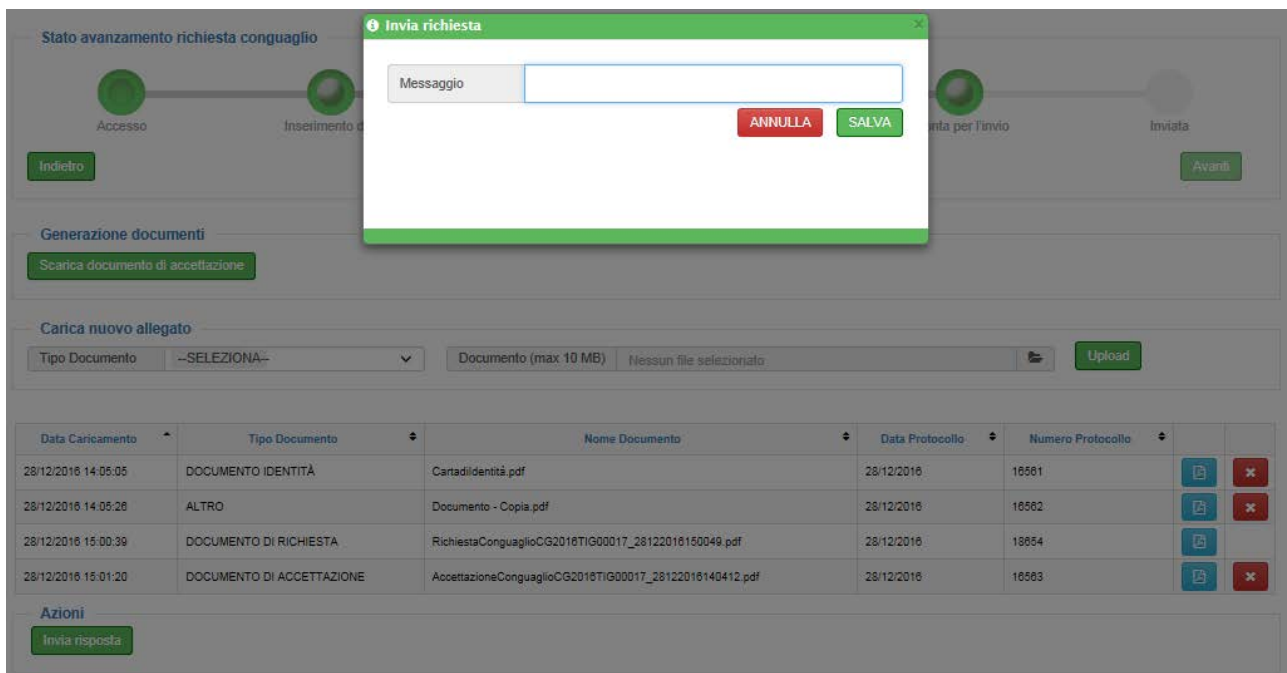 Invia richiesta
×
Stato avanzamento richiesta conguaglio
Messaggio
ANNULLA SALVA
Accesso Inserimento d nta per l'invio Inviata
Indietro Avanti
Generazione documenti
Scarica documento di accettazione
Carica nuovo allegato
Tipo Documento --SELEZIONA-- Documento (max 10 MB) Nessun file selezionato Upload
Data Caricamento Tipo Documento Nome Documento Data Protocollo Numero Protocollo
28/12/2016 14:05:05 DOCUMENTO IDENTITÀ CartadiIdentità.pdf 28/12/2016 16561
28/12/2016 14:05:26 ALTRO Documento - Copia.pdf 28/12/2016 16562
28/12/2016 15:00:39 DOCUMENTO DI RICHIESTA RichiestaConguaglioCG2016TIG00017_28122016150049.pdf 28/12/2016 18654
28/12/2016 15:01:20 DOCUMENTO DI ACCETTAZIONE AccettazioneConguaglioCG2016TIG00017_28122016140412.pdf 28/12/2016 16563
Azioni
Invia risposta